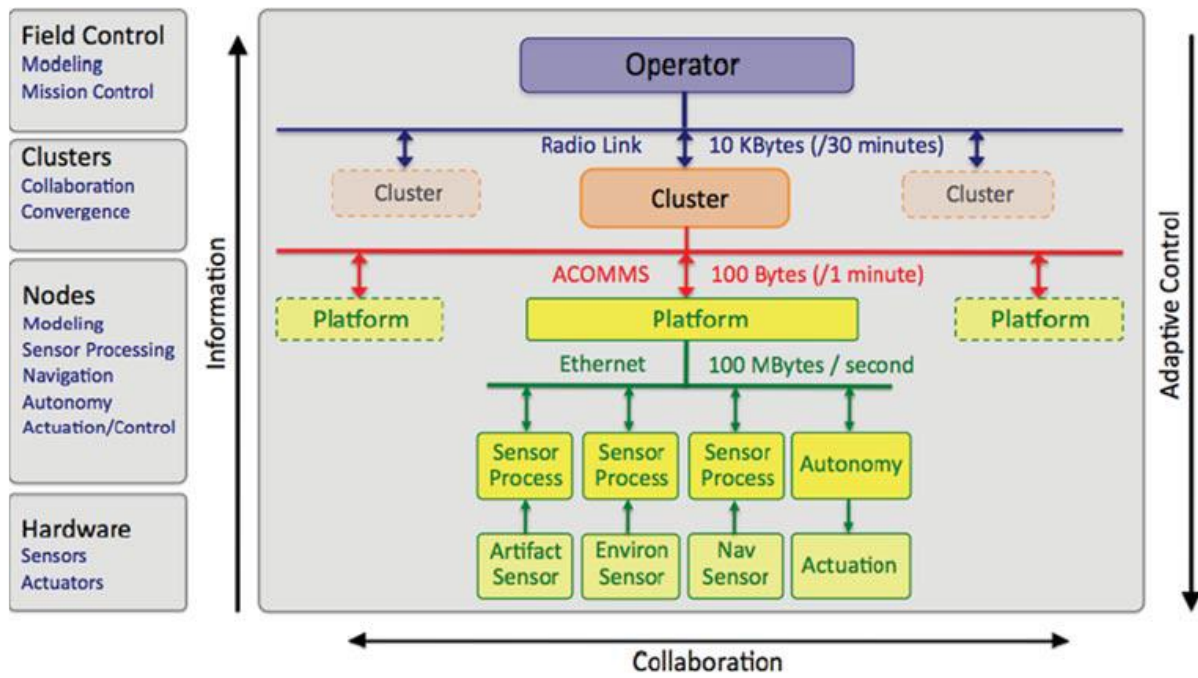 Field Control
Modeling
Mission Control
Clusters
Collaboration
Convergence
Nodes
Modeling
Sensor Processing
Navigation
Autonomy
Actuation/Control
Hardware
Sensors
Actuators
Information
Operator
Radio Link 10 KBytes (/30 minutes)
Cluster
Cluster
Cluster
ACOMMS 100 Bytes (/1 minute)
Platform
Platform
Platform
Ethernet 100 MBytes / second
Sensor
Process
Sensor
Process
Sensor
Process
Autonomy
Artifact
Sensor
Environ
Sensor
Nav
Sensor
Actuation
Collaboration
Adaptive Control